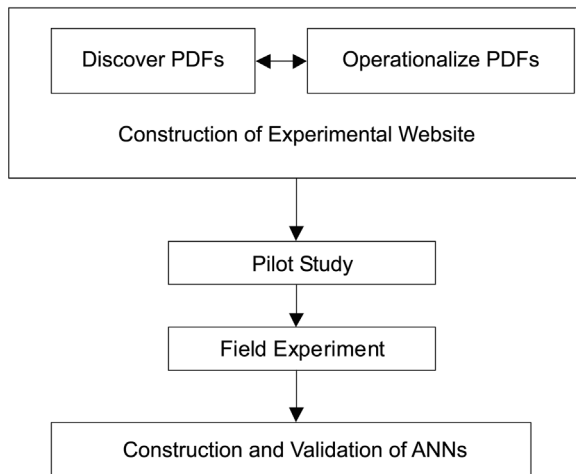 Discover PDFs
Operationalize PDFs
Construction of Experimental Website
Pilot Study
Field Experiment
Construction and Validation of ANNs